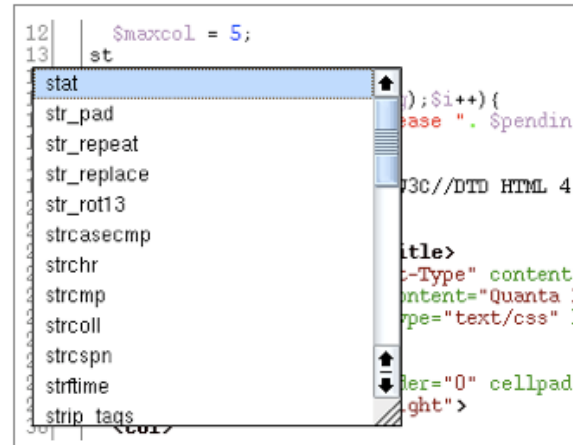 12 $maxcol = 5;
13 st
stat
str_pad
str_repeat
str_replace
str_rot13
strcasecmp
strchr
strcmp
strcoll
strcspn
strftime
strip_tags
);$i++){
ease ". $pendin
W3C//DTD HTML 4
itle>
t-Type" content
ontent="Quanta
ype="text/css"
der="0" cellpad
ght">
<col>